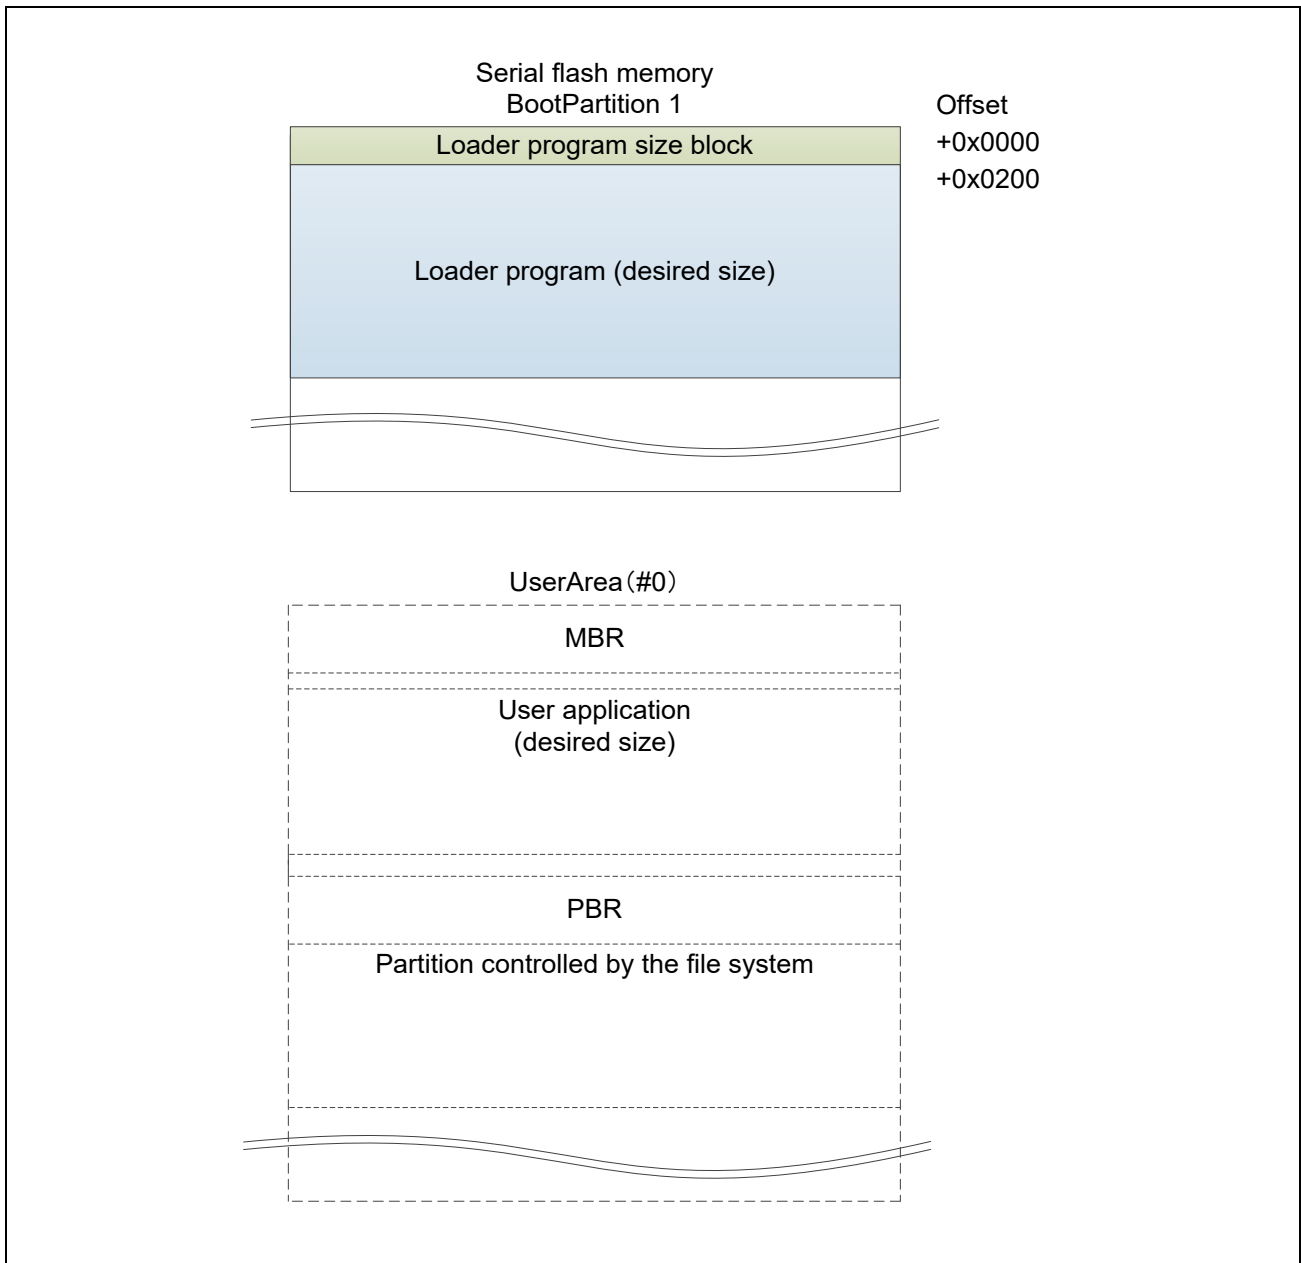 Serial flash memory
BootPartition 1
Offset
Loader program size block
+0x0000
+0x0200
Loader program (desired size)
UserArea（#0）
MBR
User application
(desired size)
PBR
Partition controlled by the file system